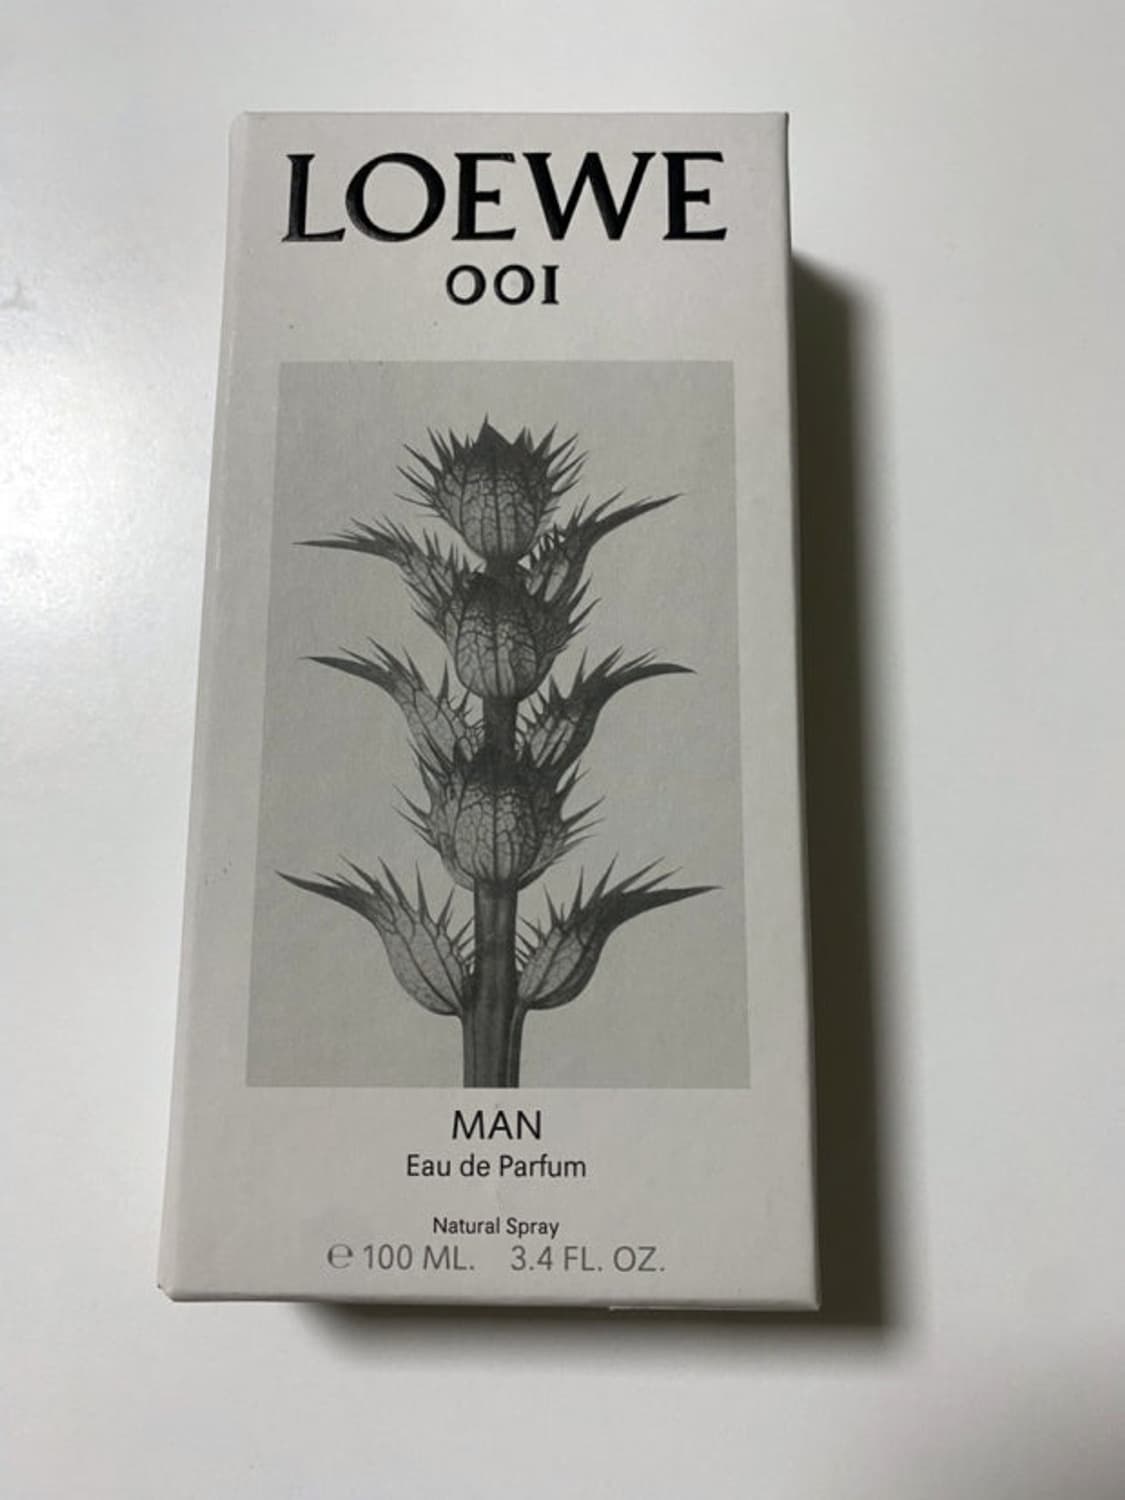 LOEWE
001
MAN
Eau de Parfum
Natural Spray
℮ 100 ML. 3.4 FL. OZ.